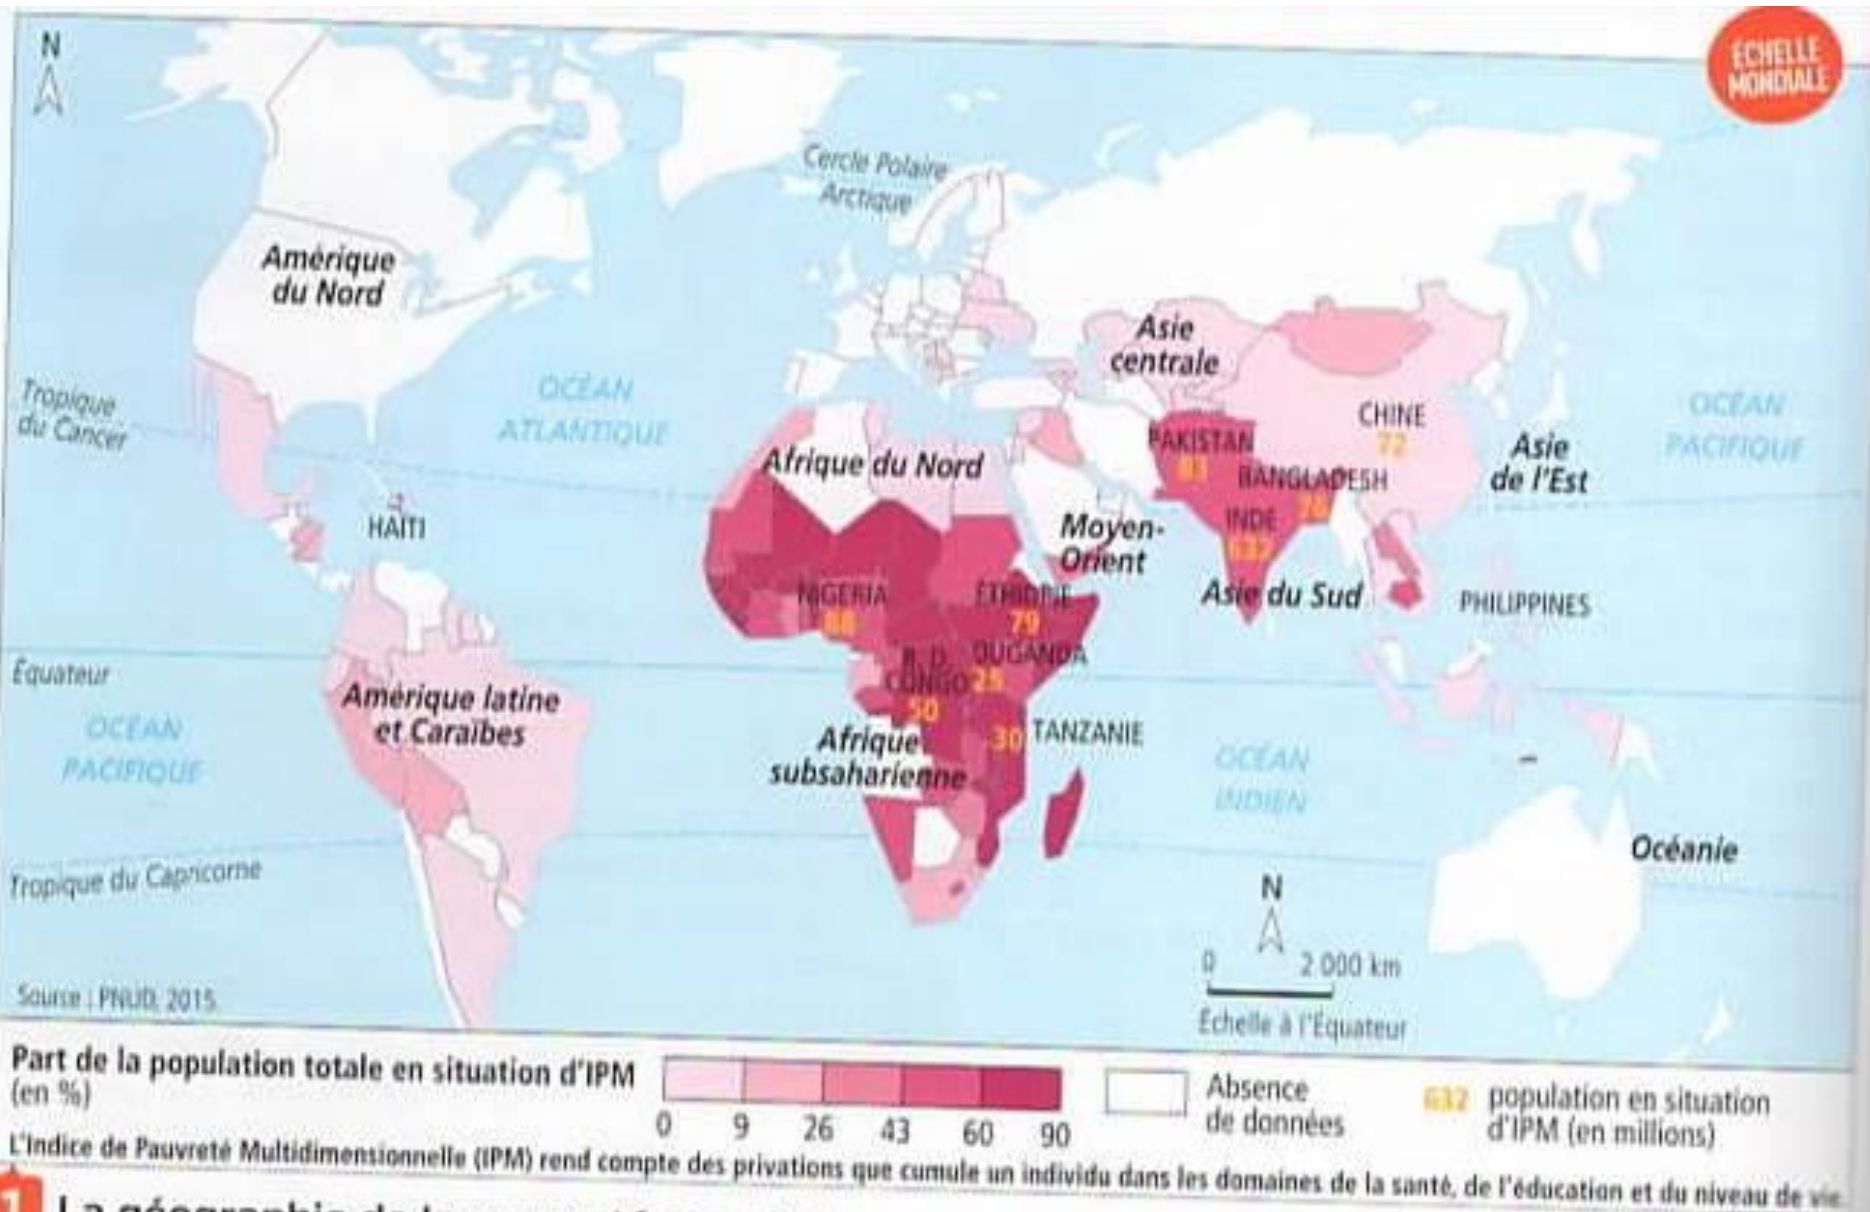 N
ÉCHELLE
MONDIALE
Cercle Polaire
Arctique
Amérique
du Nord
Asie
centrale
OCÉAN
ATLANTIQUE
Tropique
du Cancer
CHINE
72
OCÉAN
PACIFIQUE
PAKISTAN
83
Asie
de l'Est
Afrique du Nord
BANGLADESH
HAÏTI
INDE
632
Moyen-
Orient
NIGERIA
88
ÉTHIOPIE
79
Asie du Sud
PHILIPPINES
R. D.
CONGO
50
OUGANDA
25
Équateur
Amérique latine
et Caraïbes
OCÉAN
PACIFIQUE
Afrique
subsaharienne
30 TANZANIE
OCÉAN
INDIEN
Océanie
Tropique du Capricorne
N
0 2 000 km
Échelle à l'Équateur
Source : PNUD, 2015
Part de la population totale en situation d'IPM
(en %)
0 9 26 43 60 90
Absence
de données
632 population en situation
d'IPM (en millions)
L'Indice de Pauvreté Multidimensionnelle (IPM) rend compte des privations que cumule un individu dans les domaines de la santé, de l'éducation et du niveau de vie.
1 La géographie de